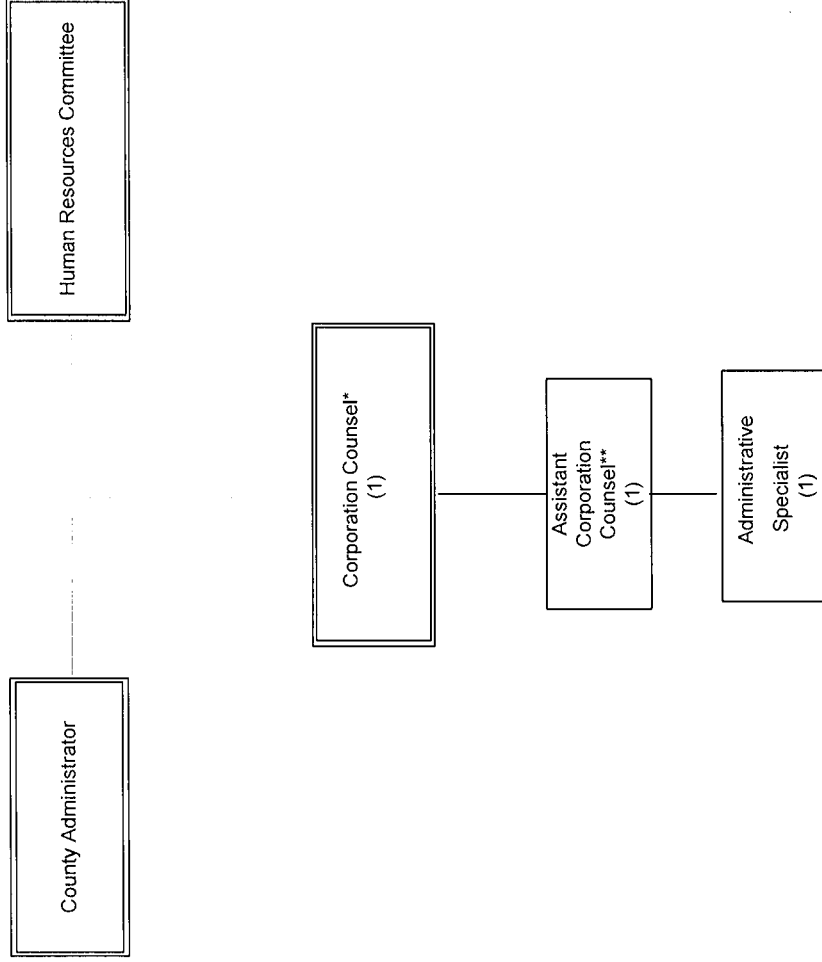 County Administrator
Human Resources Committee
Corporation Counsel*
(1)
Assistant
Corporation
Counsel**
(1)
Administrative
Specialist
(1)